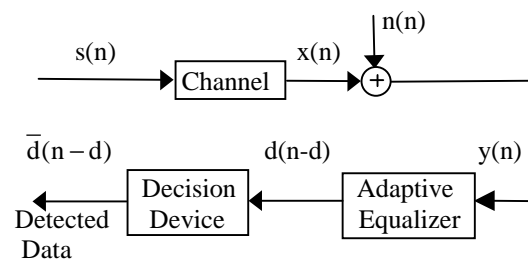 n(n)
s(n)
x(n)
Channel
+
d̅(n – d)
d(n-d)
y(n)
Decision
Device
Adaptive
Equalizer
Detected
Data